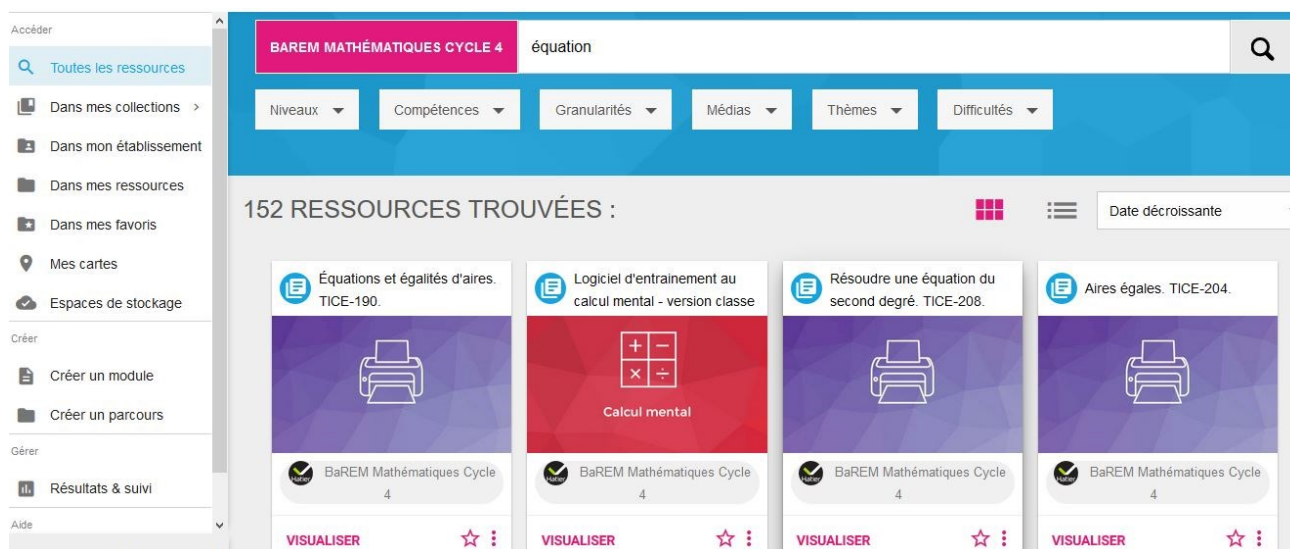 Accéder
Toutes les ressources
Dans mes collections >
Dans mon établissement
Dans mes ressources
Dans mes favoris
Mes cartes
Espaces de stockage
Créer
Créer un module
Créer un parcours
Gérer
Résultats & suivi
Aide
BAREM MATHÉMATIQUES CYCLE 4
équation
Niveaux
Compétences
Granularités
Médias
Thèmes
Difficultés
152 RESSOURCES TROUVÉES :
Date décroissante
Équations et égalités d'aires.
TICE-190.
Hatier
BaREM Mathématiques Cycle
4
VISUALISER
Logiciel d'entrainement au
calcul mental - version classe
+ −
× ÷
Calcul mental
Hatier
BaREM Mathématiques Cycle
4
VISUALISER
Résoudre une équation du
second degré. TICE-208.
Hatier
BaREM Mathématiques Cycle
4
VISUALISER
Aires égales. TICE-204.
Hatier
BaREM Mathématiques Cycle
4
VISUALISER